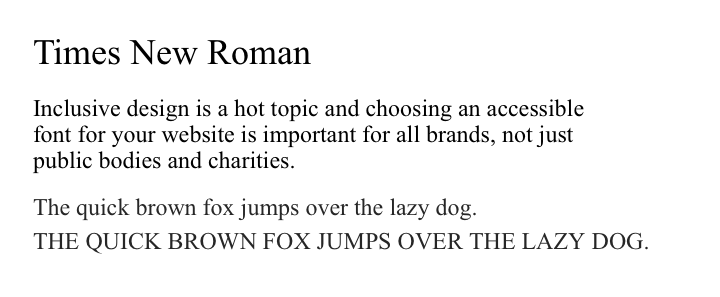 Times New Roman
Inclusive design is a hot topic and choosing an accessible
font for your website is important for all brands, not just
public bodies and charities.
The quick brown fox jumps over the lazy dog.
THE QUICK BROWN FOX JUMPS OVER THE LAZY DOG.